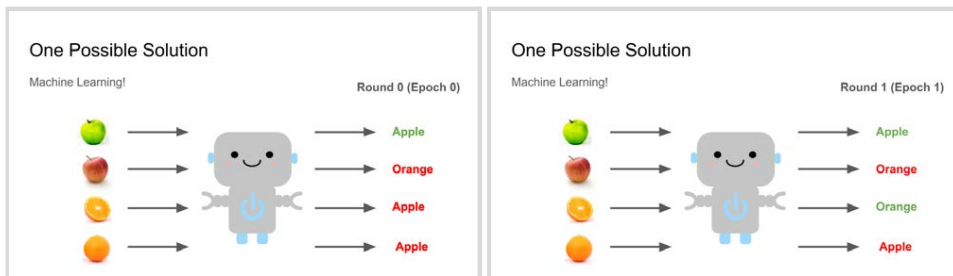 One Possible Solution
Machine Learning!
Round 0 (Epoch 0)
Apple
Orange
Apple
Apple
One Possible Solution
Machine Learning!
Round 1 (Epoch 1)
Apple
Orange
Orange
Apple